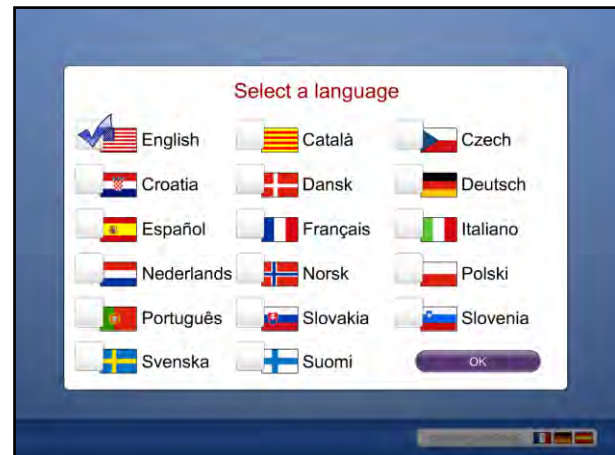 Select a language
English Català Czech
Croatia Dansk Deutsch
Español Français Italiano
Nederlands Norsk Polski
Português Slovakia Slovenia
Svenska Suomi OK